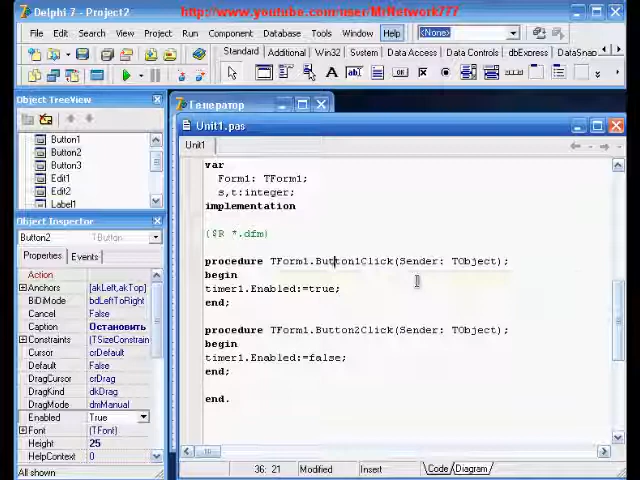 Delphi 7 - Project2
http://www.youtube.com/user/MrNetwork777
File Edit Search View Project Run Component Database Tools Window Help <None>
Standard Additional Win32 System Data Access Data Controls dbExpress DataSnap
Object TreeView
Button1
Button2
Button3
Edit1
Edit2
Label1
Object Inspector
Button2 TButton
Properties Events
Action
Anchors [akLeft,akTop]
BiDiMode bdLeftToRight
Cancel False
Caption Остановить
Constraints (TSizeConstrain
Cursor crDefault
Default False
DragCursor crDrag
DragKind dkDrag
DragMode dmManual
Enabled True
Font (TFont)
Height 25
HelpContext 0
All shown
Генератор
Unit1.pas
Unit1
var
Form1: TForm1;
s,t:integer;
implementation
{$R *.dfm}
procedure TForm1.Button1Click(Sender: TObject);
begin
timer1.Enabled:=true;
end;
procedure TForm1.Button2Click(Sender: TObject);
begin
timer1.Enabled:=false;
end;
end.
36: 21 Modified Insert Code Diagram